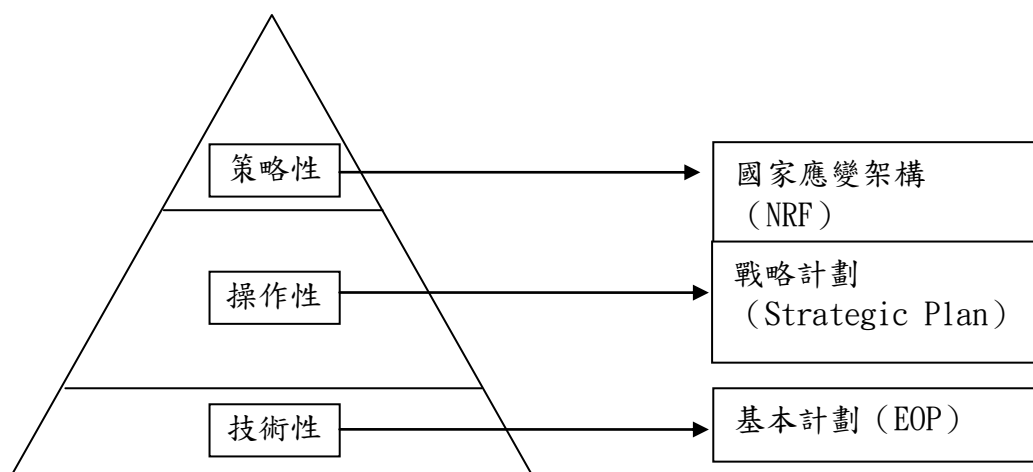 策略性
國家應變架構
（NRF）
操作性
戰略計劃
（Strategic Plan）
技術性
基本計劃（EOP）